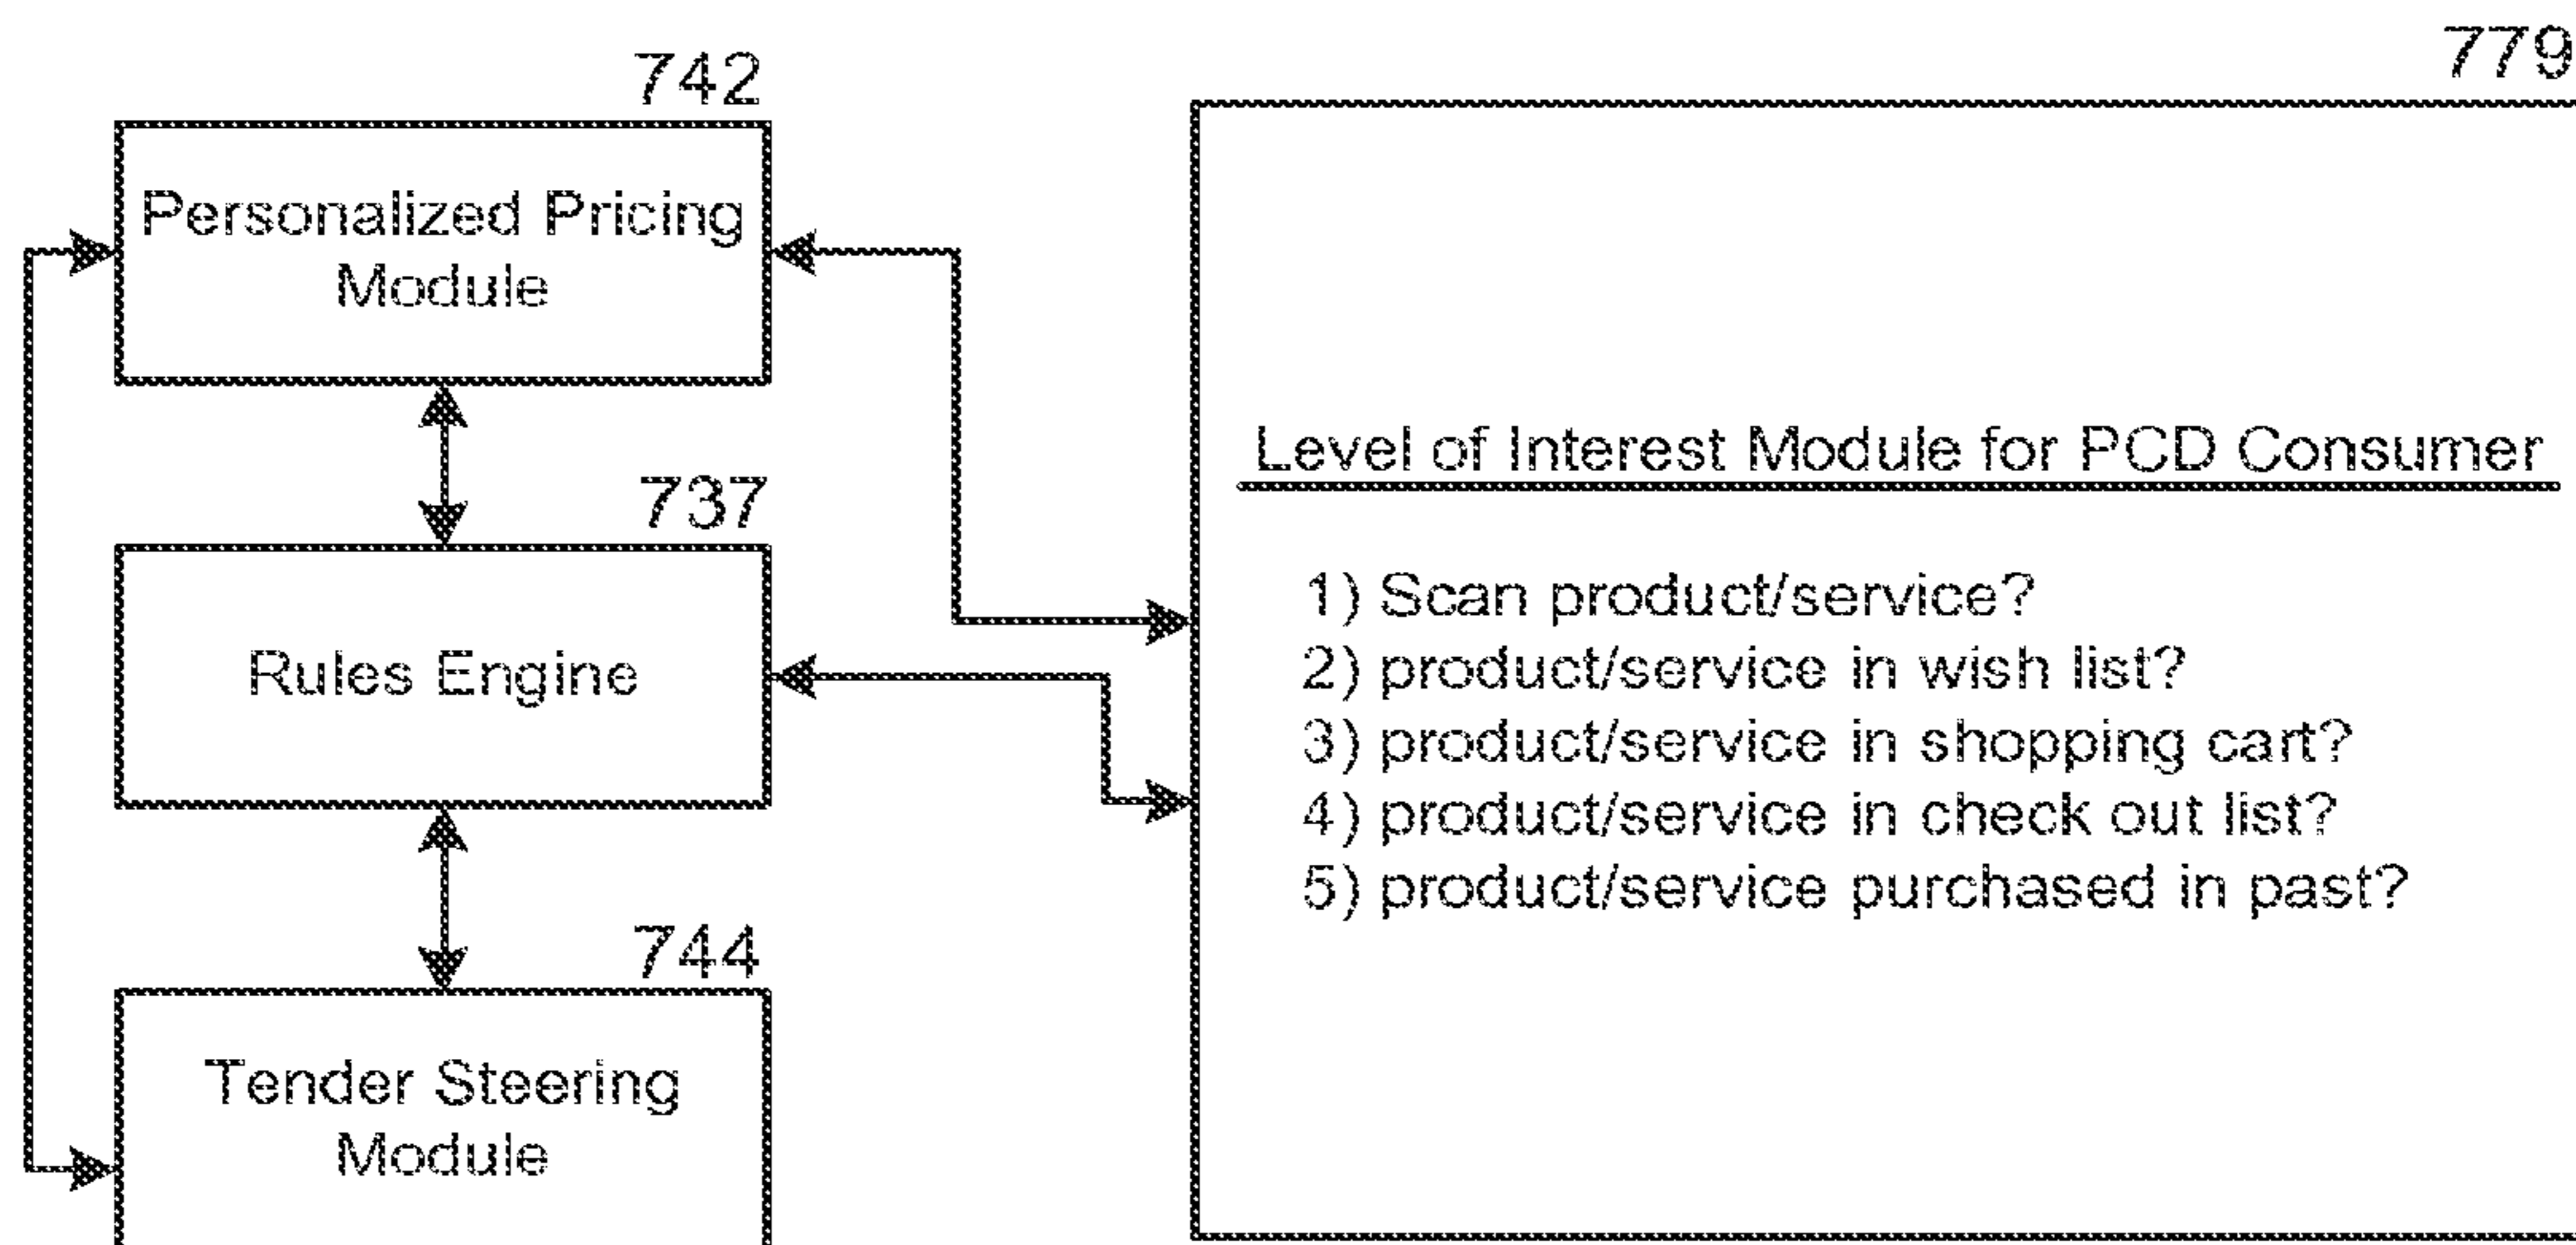 742
Personalized Pricing
Module
737
Rules Engine
744
Tender Steering
Module
779
Level of Interest Module for PCD Consumer
1) Scan product/service?
2) product/service in wish list?
3) product/service in shopping cart?
4) product/service in check out list?
5) product/service purchased in past?